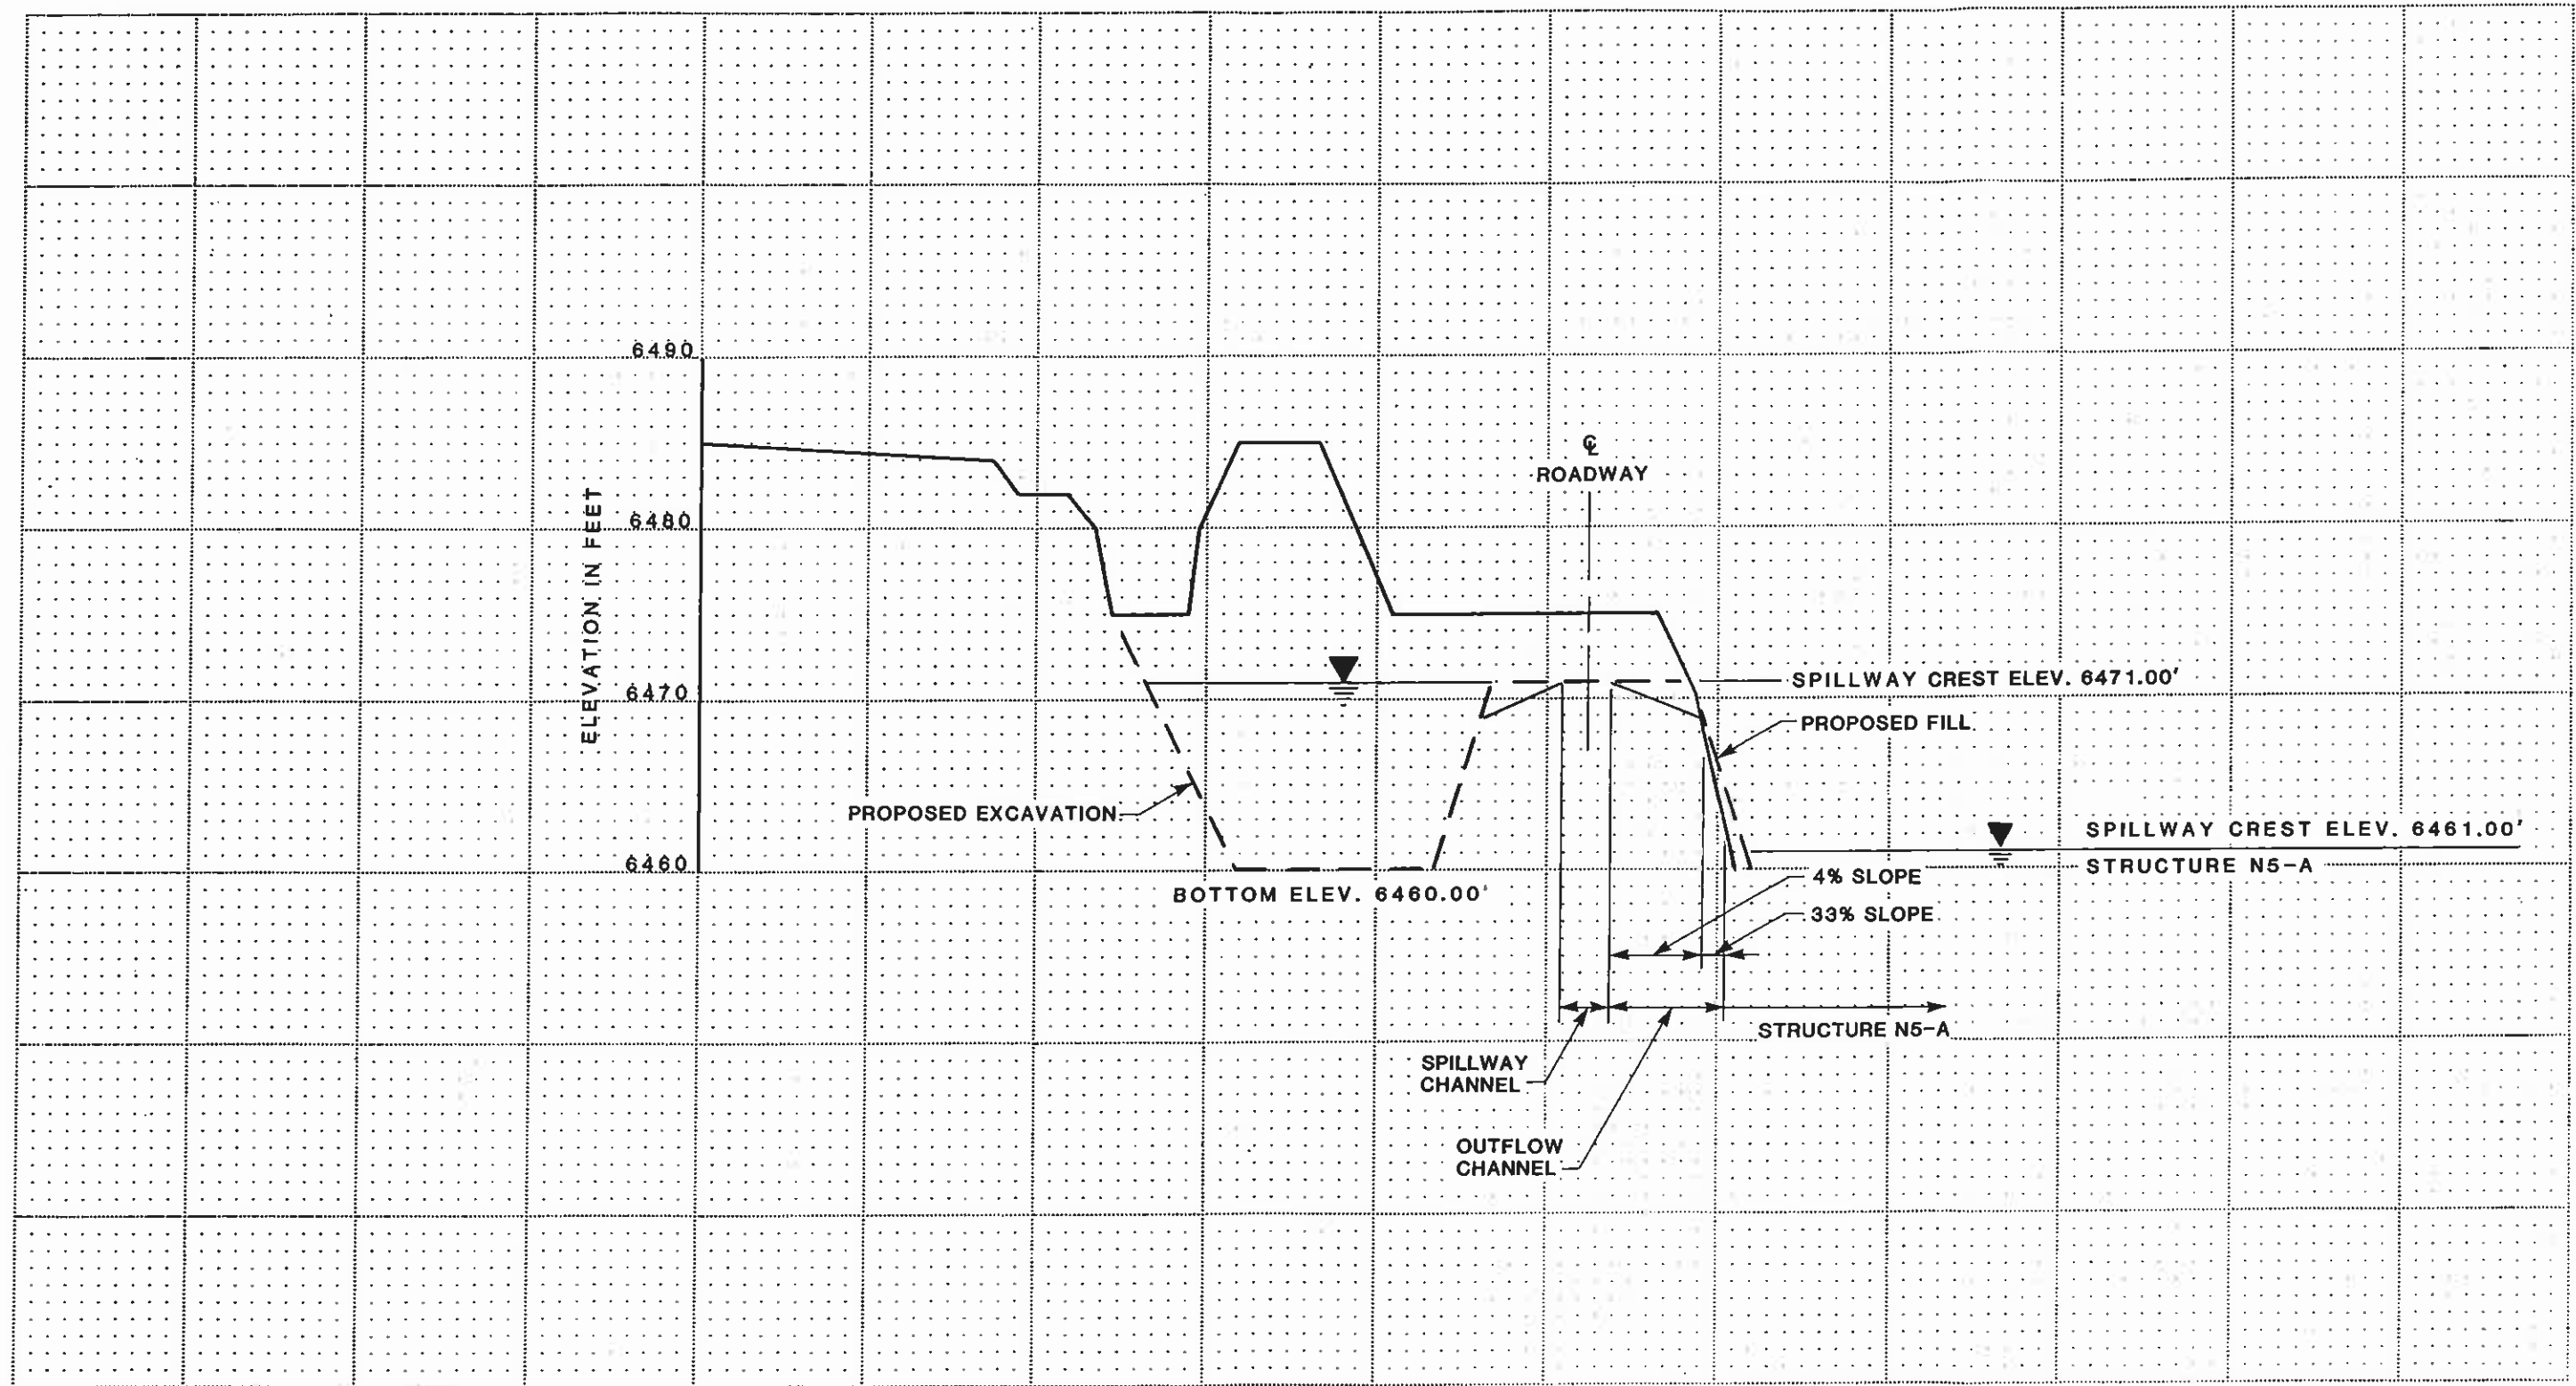 6490
℄
ROADWAY
6480
ELEVATION IN FEET
6470
SPILLWAY CREST ELEV. 6471.00'
PROPOSED FILL
PROPOSED EXCAVATION
SPILLWAY CREST ELEV. 6461.00'
6460
STRUCTURE N5-A
4% SLOPE
BOTTOM ELEV. 6460.00'
33% SLOPE
STRUCTURE N5-A
SPILLWAY
CHANNEL
OUTFLOW
CHANNEL